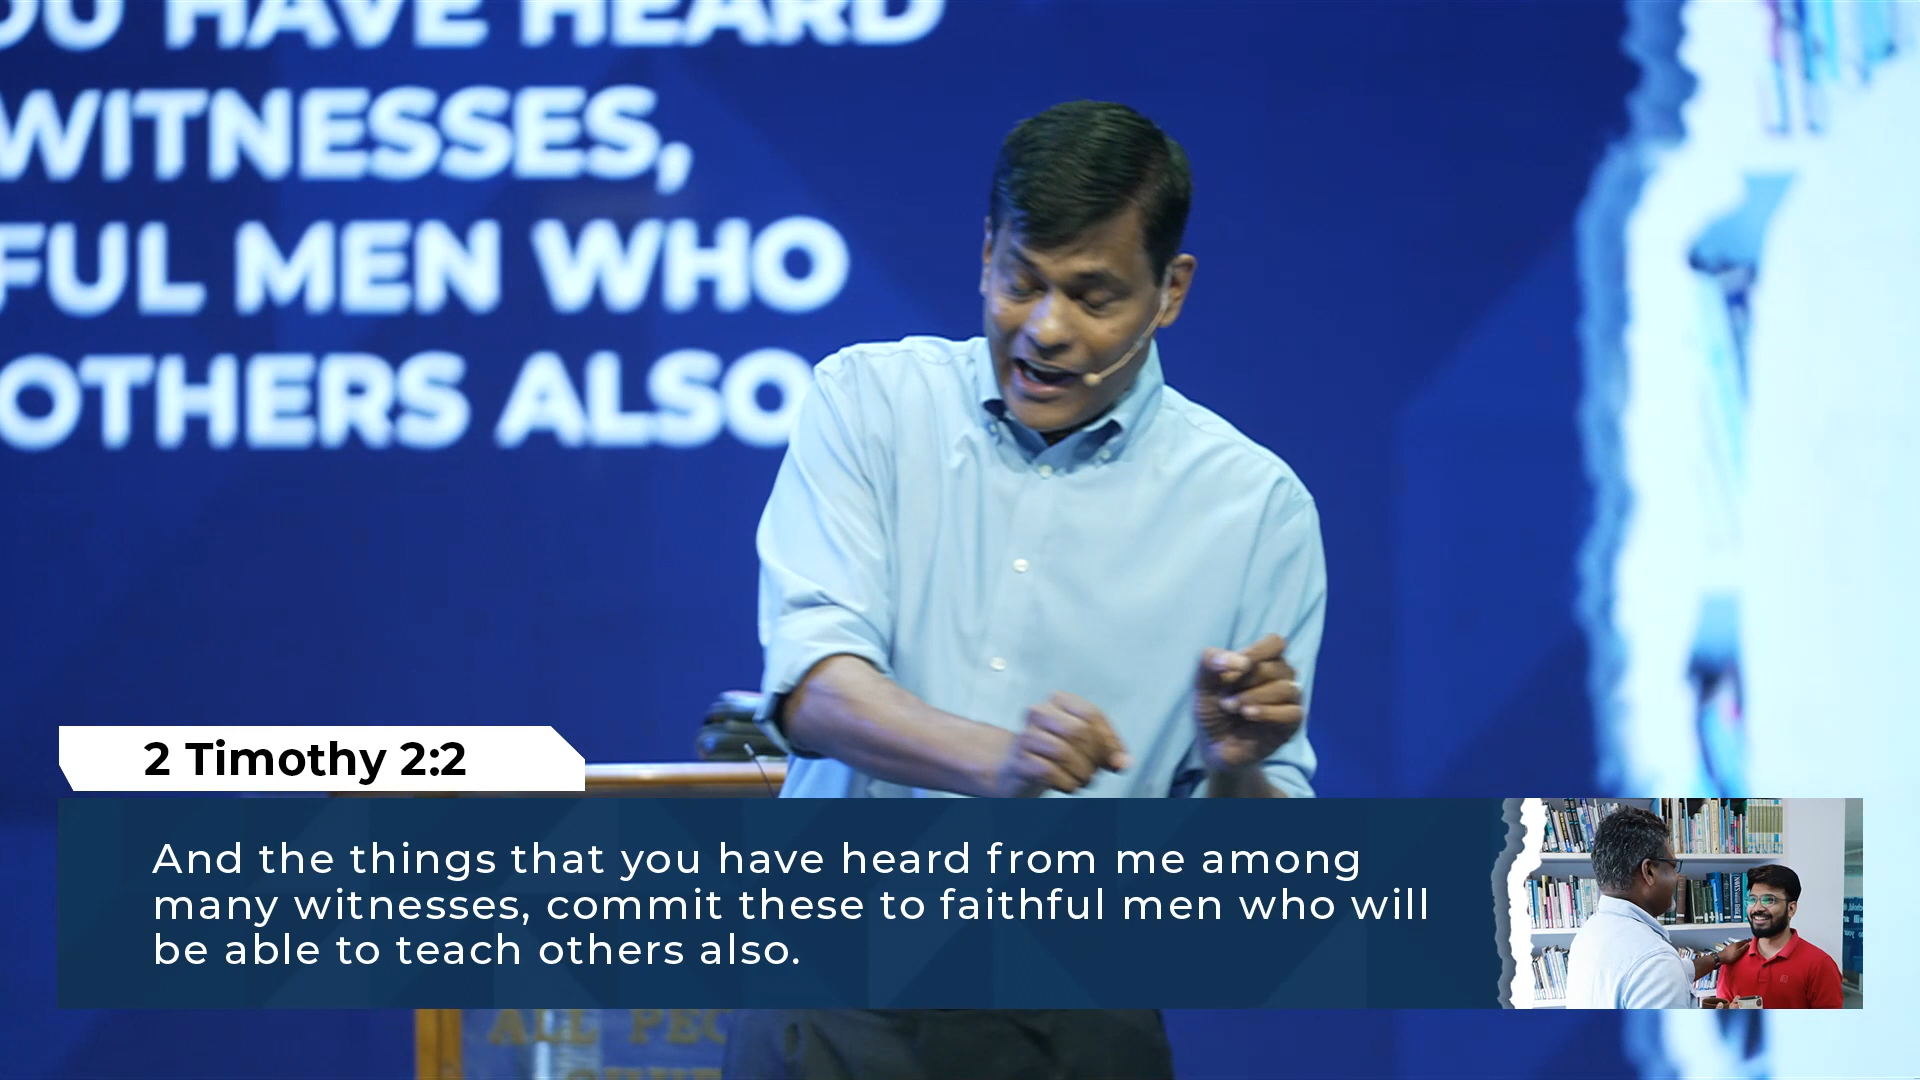 OU HAVE HEARD
WITNESSES,
FUL MEN WHO
OTHERS ALSO
2 Timothy 2:2
And the things that you have heard from me among
many witnesses, commit these to faithful men who will
be able to teach others also.
ALL PEO